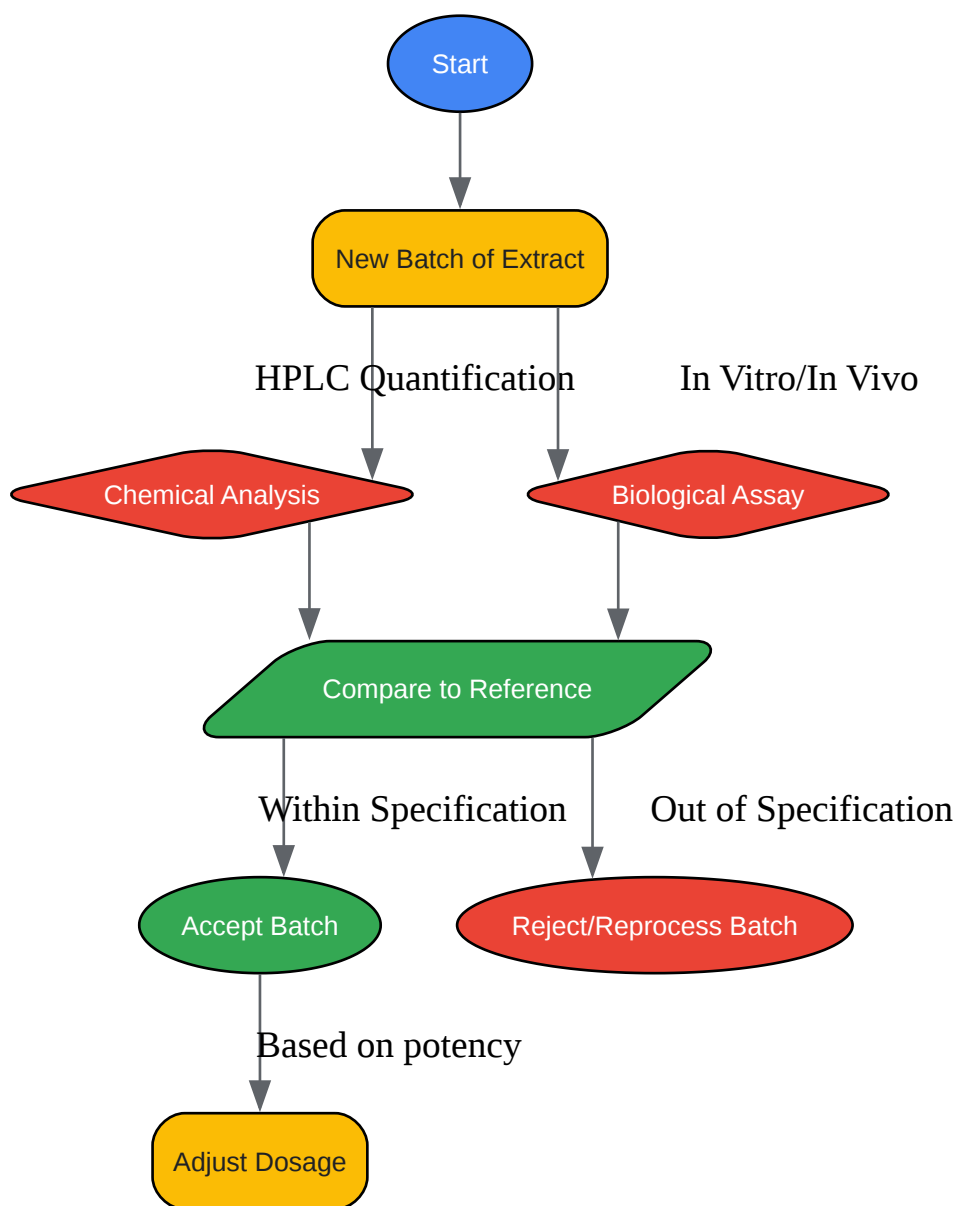 Start
New Batch of Extract
HPLC Quantification
In Vitro/In Vivo
Chemical Analysis
Biological Assay
Compare to Reference
Within Specification
Out of Specification
Accept Batch
Reject/Reprocess Batch
Based on potency
Adjust Dosage